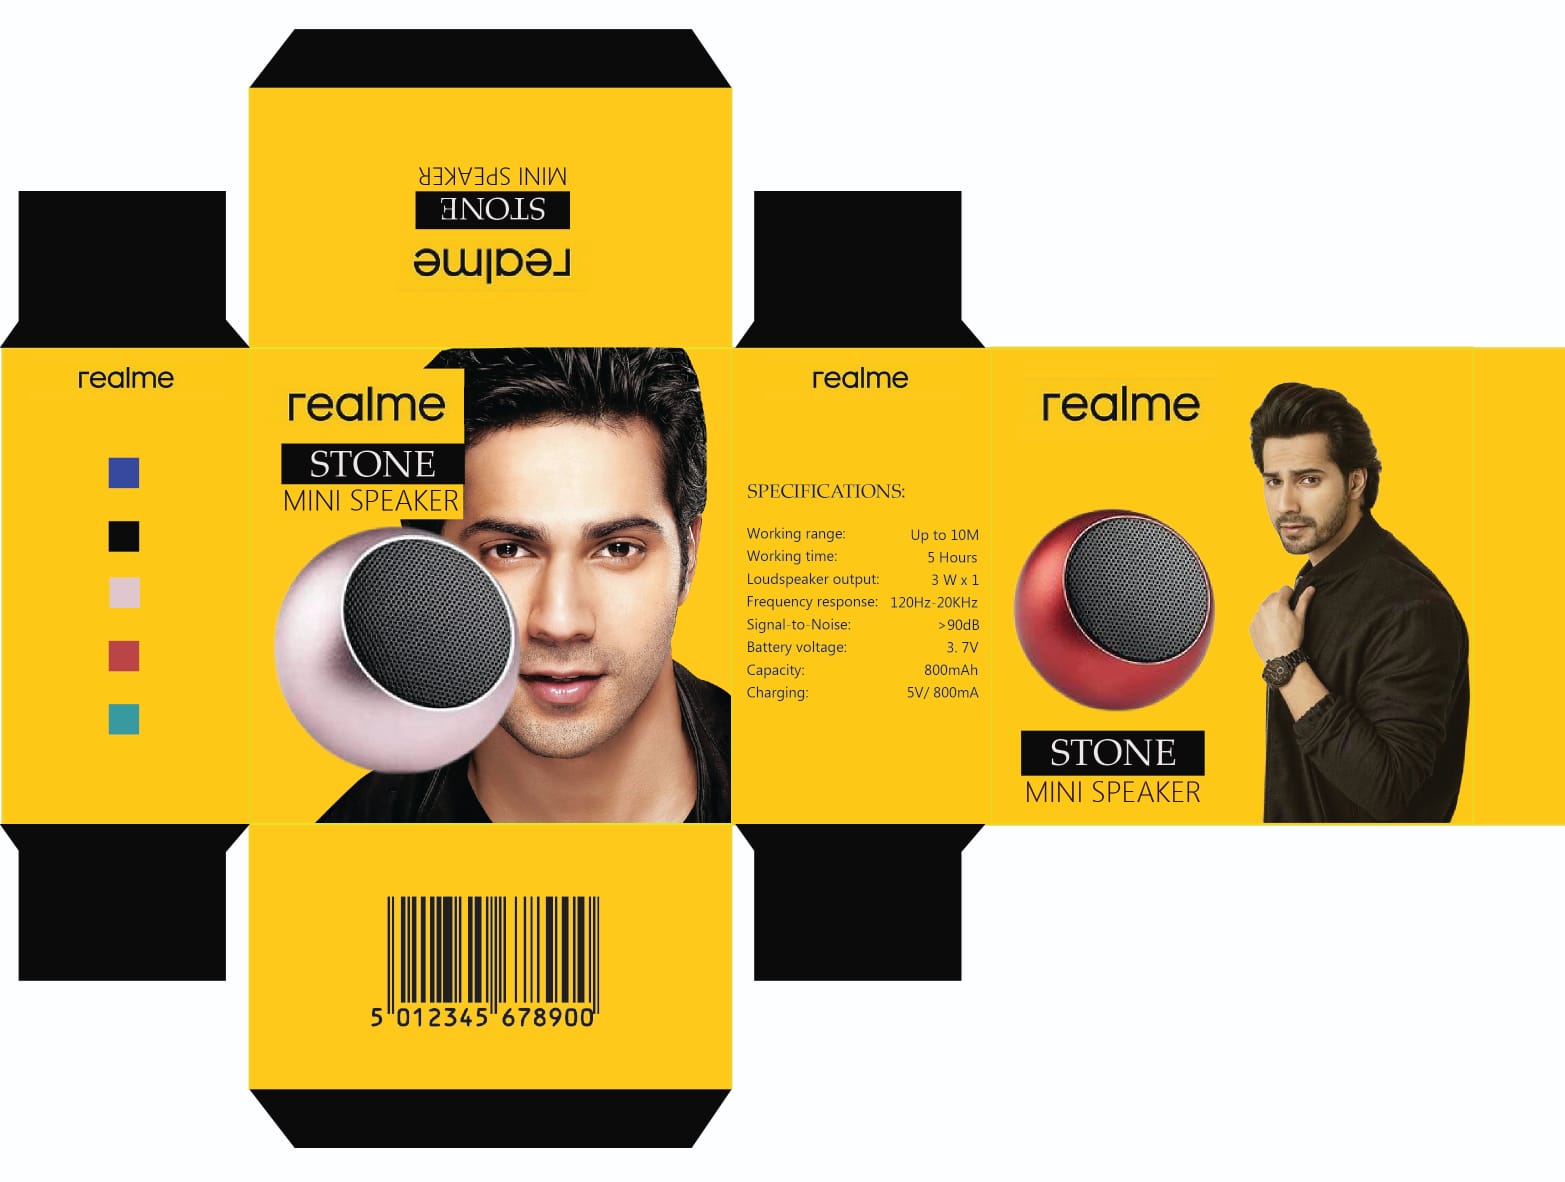 MINI SPEAKER
STONE
realme
realme
realme
STONE
MINI SPEAKER
realme
SPECIFICATIONS:
Working range: Up to 10M
Working time: 5 Hours
Loudspeaker output: 3 W x 1
Frequency response: 120Hz-20KHz
Signal-to-Noise: >90dB
Battery voltage: 3. 7V
Capacity: 800mAh
Charging: 5V/ 800mA
realme
STONE
MINI SPEAKER
5 012345 678900